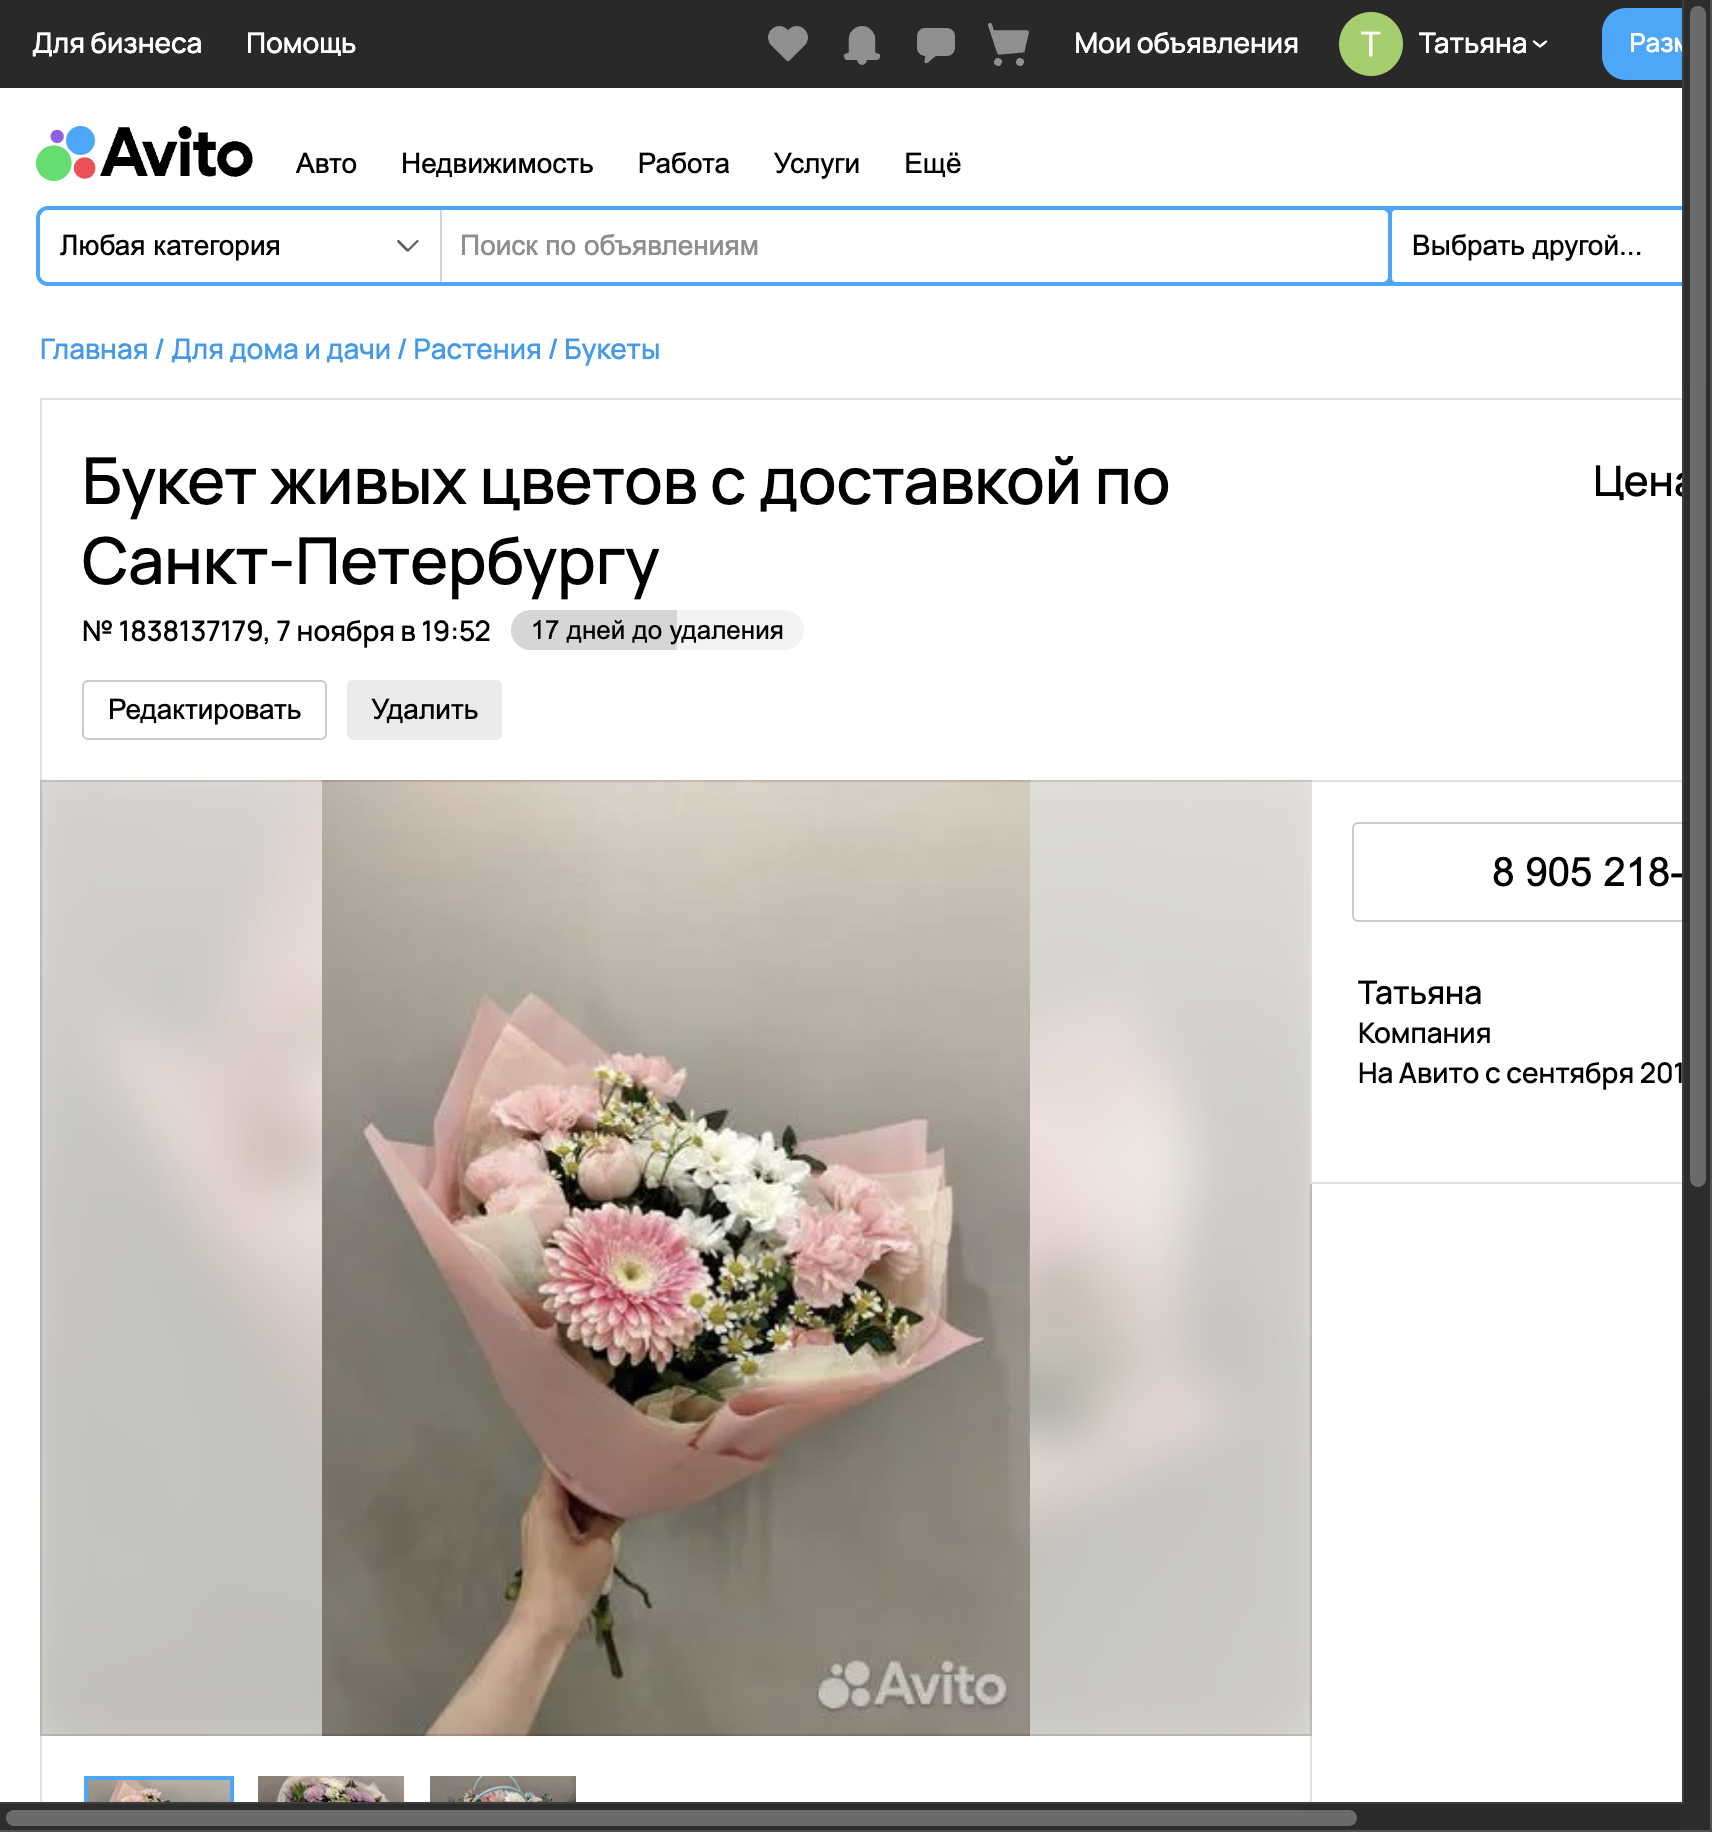 Для бизнеса Помощь Мои объявления Т Татьяна
Avito Авто Недвижимость Работа Услуги Ещё
Любая категория Поиск по объявлениям Выбрать другой...
Главная / Для дома и дачи / Растения / Букеты
Букет живых цветов с доставкой по
Санкт-Петербургу
№ 1838137179, 7 ноября в 19:52 17 дней до удаления
Редактировать Удалить
8 905 218-
Татьяна
Компания
На Авито с сентября 201
Avito